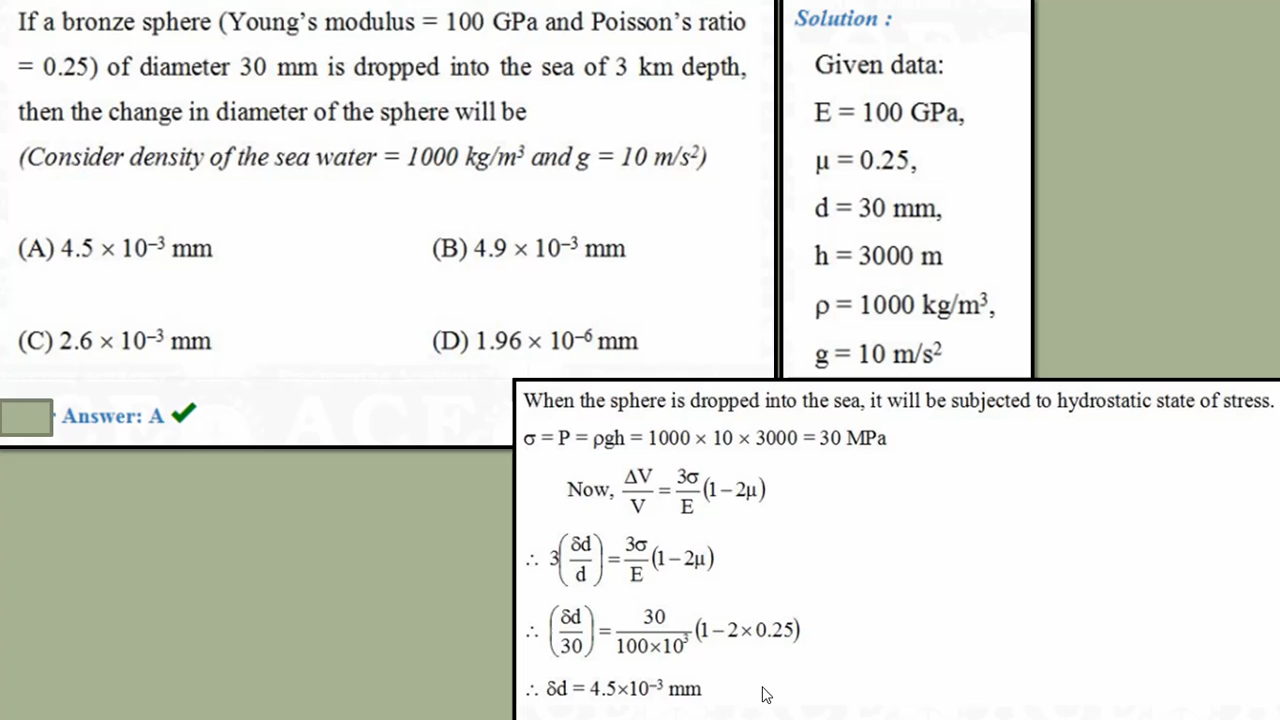 If a bronze sphere (Young's modulus = 100 GPa and Poisson's ratio
= 0.25) of diameter 30 mm is dropped into the sea of 3 km depth,
then the change in diameter of the sphere will be
(Consider density of the sea water = 1000 kg/m³ and g = 10 m/s²)
(A) 4.5 × 10⁻³ mm (B) 4.9 × 10⁻³ mm
(C) 2.6 × 10⁻³ mm (D) 1.96 × 10⁻⁶ mm
Answer: A ✔
Solution :
Given data:
E = 100 GPa,
μ = 0.25,
d = 30 mm,
h = 3000 m
ρ = 1000 kg/m³,
g = 10 m/s²
When the sphere is dropped into the sea, it will be subjected to hydrostatic state of stress.
σ = P = ρgh = 1000 × 10 × 3000 = 30 MPa
Now, ΔV/V = 3σ/E (1 − 2μ)
∴ 3(δd/d) = 3σ/E (1 − 2μ)
∴ (δd/30) = 30/(100×10³) (1 − 2×0.25)
∴ δd = 4.5×10⁻³ mm